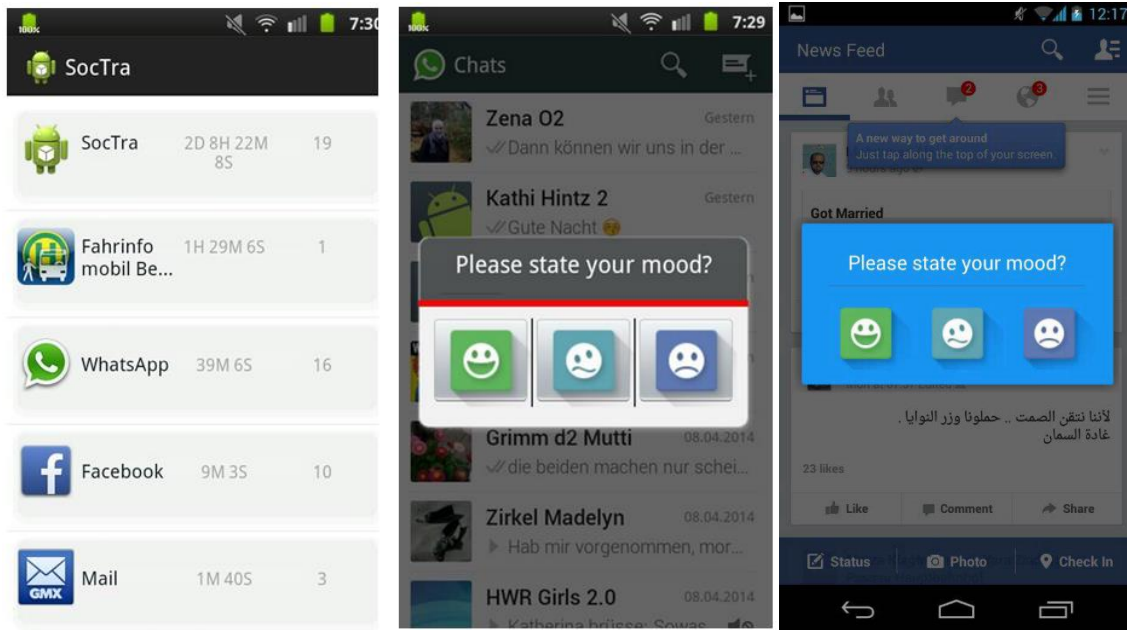 100%
7:30
SocTra
SocTra
2D 8H 22M
8S
19
Fahrinfo
mobil Be...
1H 29M 6S
1
WhatsApp
39M 6S
16
Facebook
9M 3S
10
GMX
Mail
1M 40S
3
100%
7:29
Chats
Zena O2
Gestern
Dann können wir uns in der ...
Kathi Hintz 2
Gestern
Gute Nacht 😚
Please state your mood?
Grimm d2 Mutti
08.04.2014
die beiden machen nur schei...
Zirkel Madelyn
08.04.2014
Hab mir vorgenommen, mor...
HWR Girls 2.0
08.04.2014
Katherina brüsse: Sowas
12:17
News Feed
2
3
A new way to get around
Just tap along the top of your screen.
Got Married
Please state your mood?
لأننا نتقن الصمت .. حملونا وزر النوايا .
غادة السمان
23 likes
Like
Comment
Share
Status
Photo
Check In